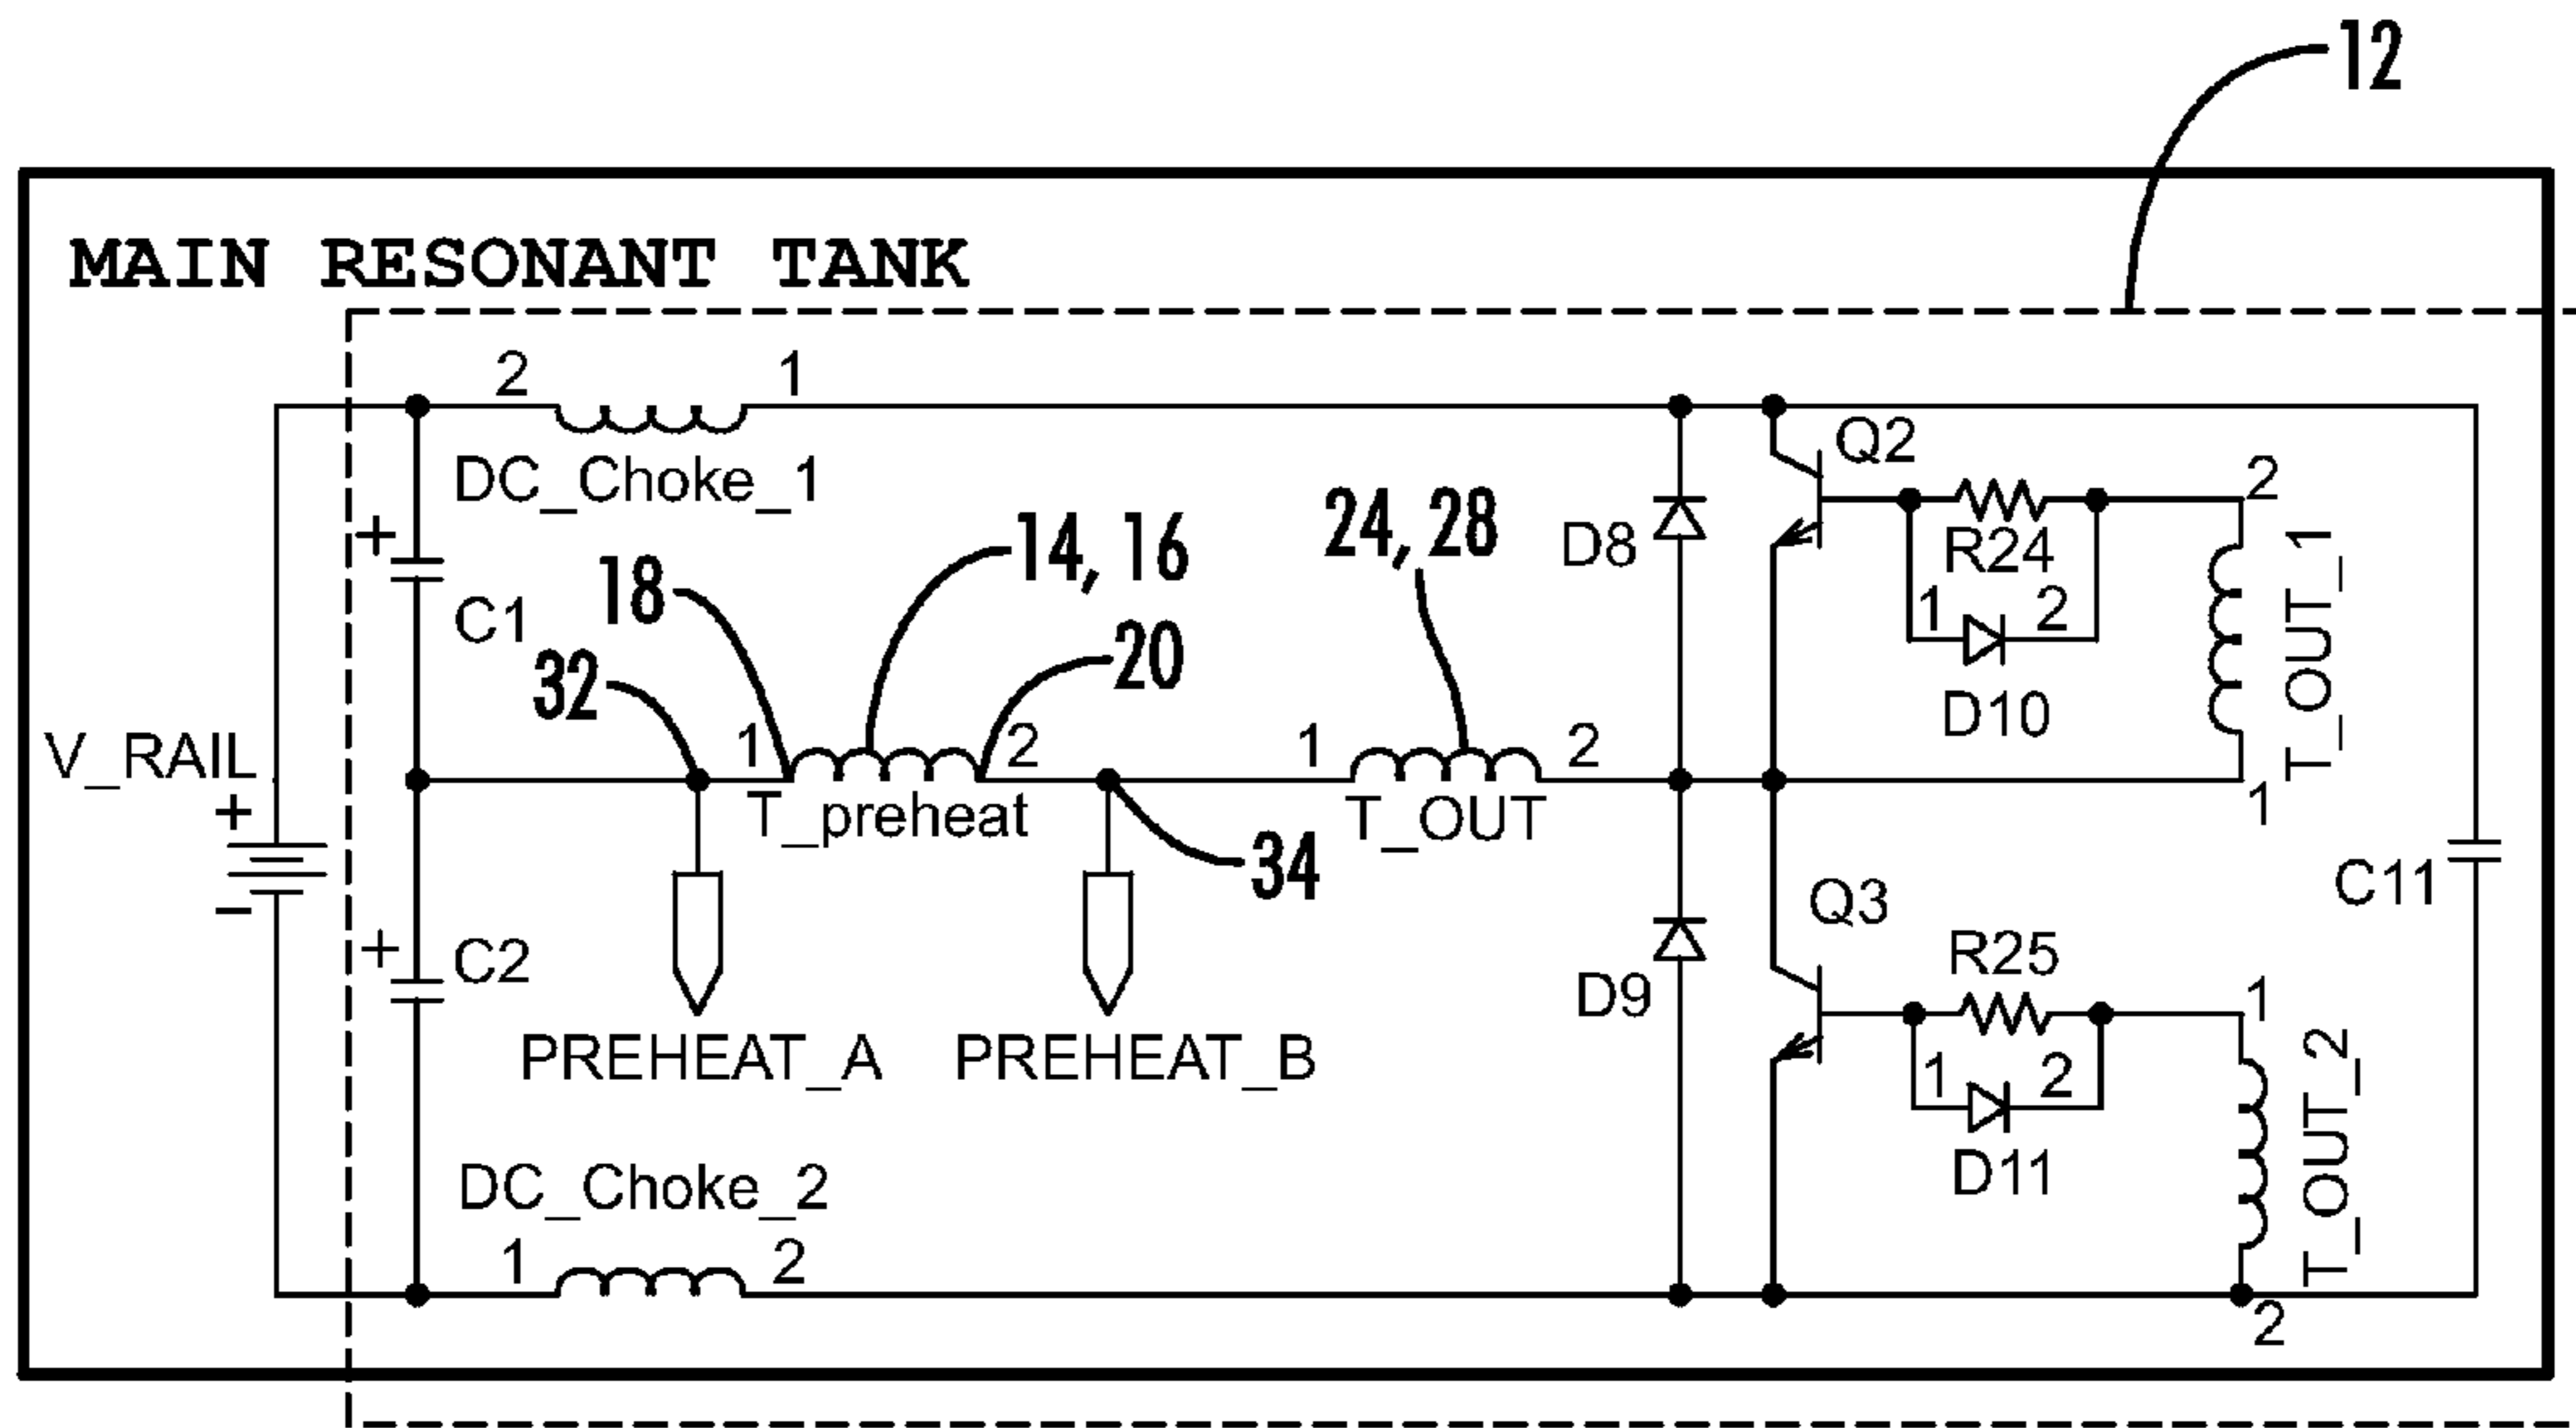 12
MAIN RESONANT TANK
2
1
DC_Choke_1
Q2
2
+
24, 28
14, 16
D8
R24
T_OUT_1
18
C1
1
2
20
32
D10
V_RAIL
1
2
1
2
T_preheat
T_OUT
1
+
34
C11
Q3
−
+
C2
R25
D9
1
PREHEAT_A
PREHEAT_B
1
2
T_OUT_2
D11
DC_Choke_2
1
2
2